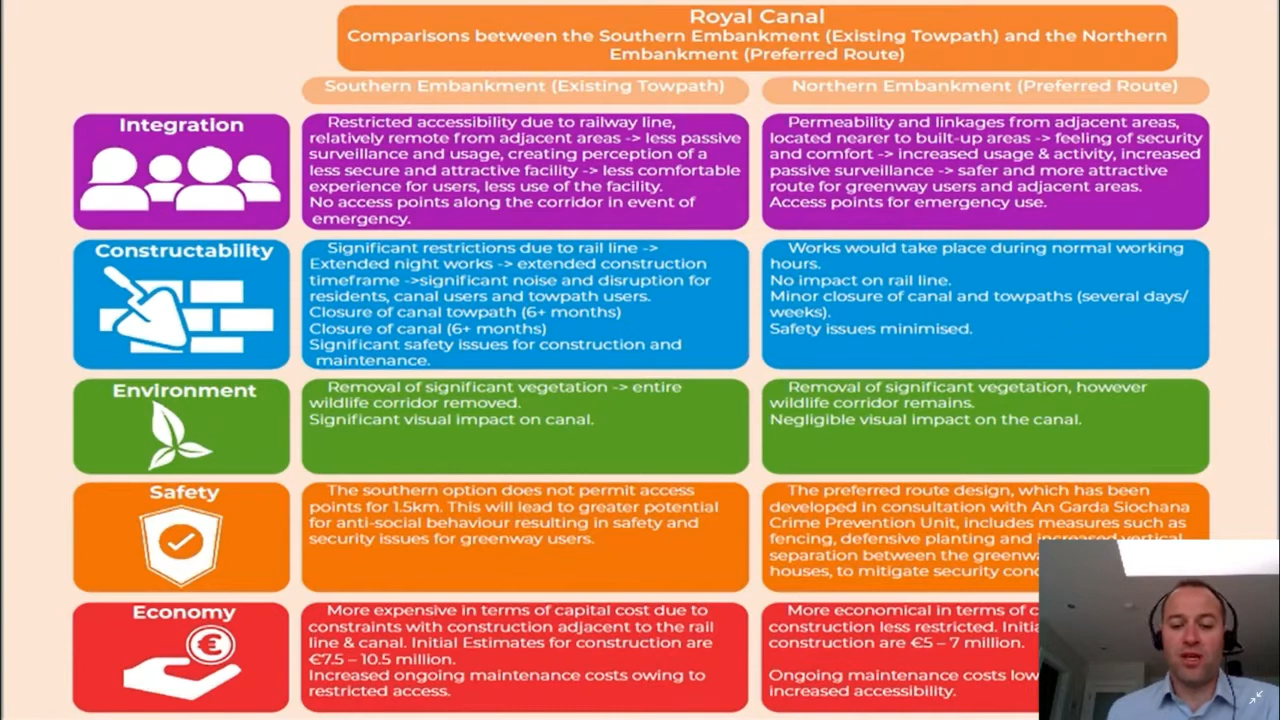 Royal Canal
Comparisons between the Southern Embankment (Existing Towpath) and the Northern
Embankment (Preferred Route)
Southern Embankment (Existing Towpath)
Northern Embankment (Preferred Route)
Integration
Restricted accessibility due to railway line,
relatively remote from adjacent areas -> less passive
surveillance and usage, creating perception of a
less secure and attractive facility -> less comfortable
experience for users, less use of the facility.
No access points along the corridor in event of
emergency.
Permeability and linkages from adjacent areas,
located nearer to built-up areas -> feeling of security
and comfort -> increased usage & activity, increased
passive surveillance -> safer and more attractive
route for greenway users and adjacent areas.
Access points for emergency use.
Constructability
Significant restrictions due to rail line ->
Extended night works -> extended construction
timeframe ->significant noise and disruption for
residents, canal users and towpath users.
Closure of canal towpath (6+ months)
Closure of canal (6+ months)
Significant safety issues for construction and
maintenance.
Works would take place during normal working
hours.
No impact on rail line.
Minor closure of canal and towpaths (several days/
weeks).
Safety issues minimised.
Environment
Removal of significant vegetation -> entire
wildlife corridor removed.
Significant visual impact on canal.
Removal of significant vegetation, however
wildlife corridor remains.
Negligible visual impact on the canal.
Safety
The southern option does not permit access
points for 1.5km. This will lead to greater potential
for anti-social behaviour resulting in safety and
security issues for greenway users.
The preferred route design, which has been
developed in consultation with An Garda Síochana
Crime Prevention Unit, includes measures such as
fencing, defensive planting and increased vertical
separation between the
houses, to mitigate security
Economy
€
More expensive in terms of capital cost due to
constraints with construction adjacent to the rail
line & canal. Initial Estimates for construction are
€7.5 – 10.5 million.
Increased ongoing maintenance costs owing to
restricted access.
More economical in terms of
construction less restricted.
construction are €5 – 7 million.
Ongoing maintenance costs
increased accessibility.